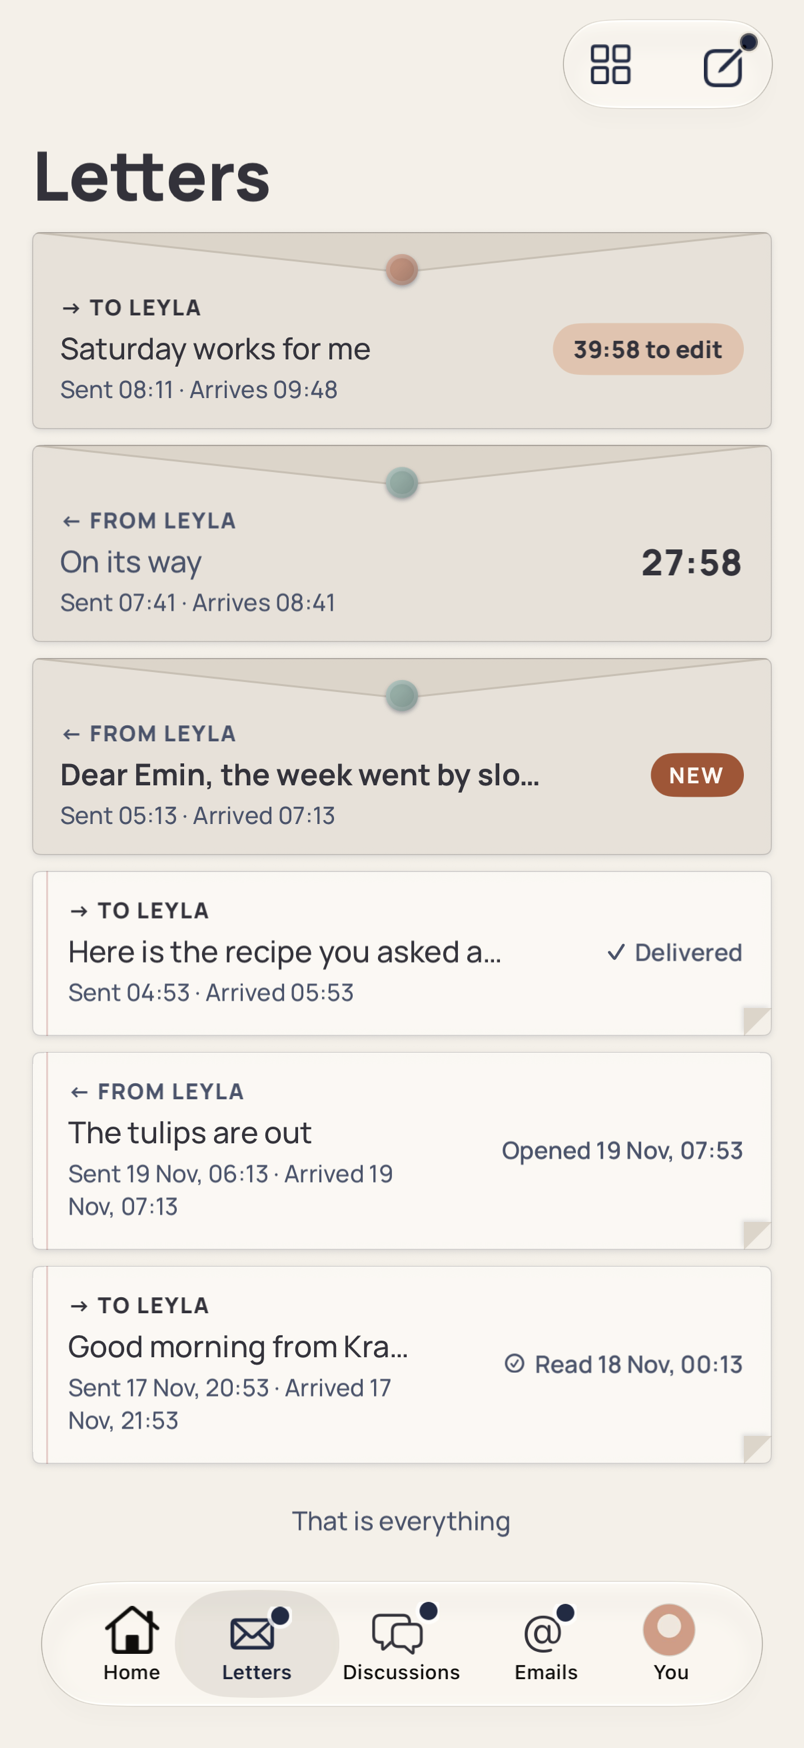 Letters
→ TO LEYLA
Saturday works for me
39:58 to edit
Sent 08:11 · Arrives 09:48
← FROM LEYLA
On its way
27:58
Sent 07:41 · Arrives 08:41
← FROM LEYLA
Dear Emin, the week went by slo...
NEW
Sent 05:13 · Arrived 07:13
→ TO LEYLA
Here is the recipe you asked a...
✓ Delivered
Sent 04:53 · Arrived 05:53
← FROM LEYLA
The tulips are out
Opened 19 Nov, 07:53
Sent 19 Nov, 06:13 · Arrived 19
Nov, 07:13
→ TO LEYLA
Good morning from Kra...
Read 18 Nov, 00:13
Sent 17 Nov, 20:53 · Arrived 17
Nov, 21:53
That is everything
Home
Letters
Discussions
Emails
You